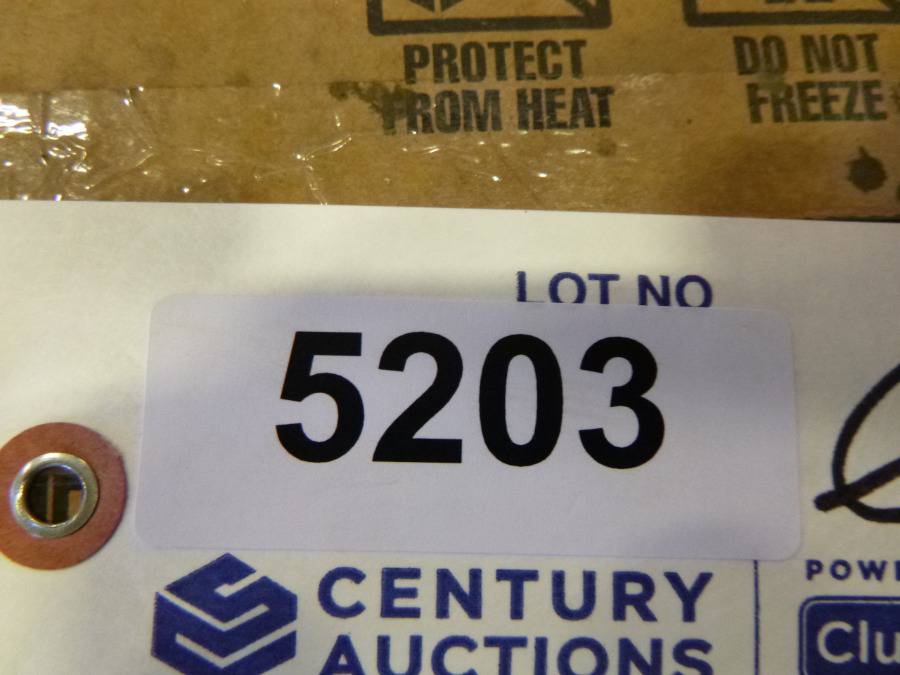 PROTECT
FROM HEAT
DO NOT
FREEZE
LOT NO
5203
CENTURY
AUCTIONS